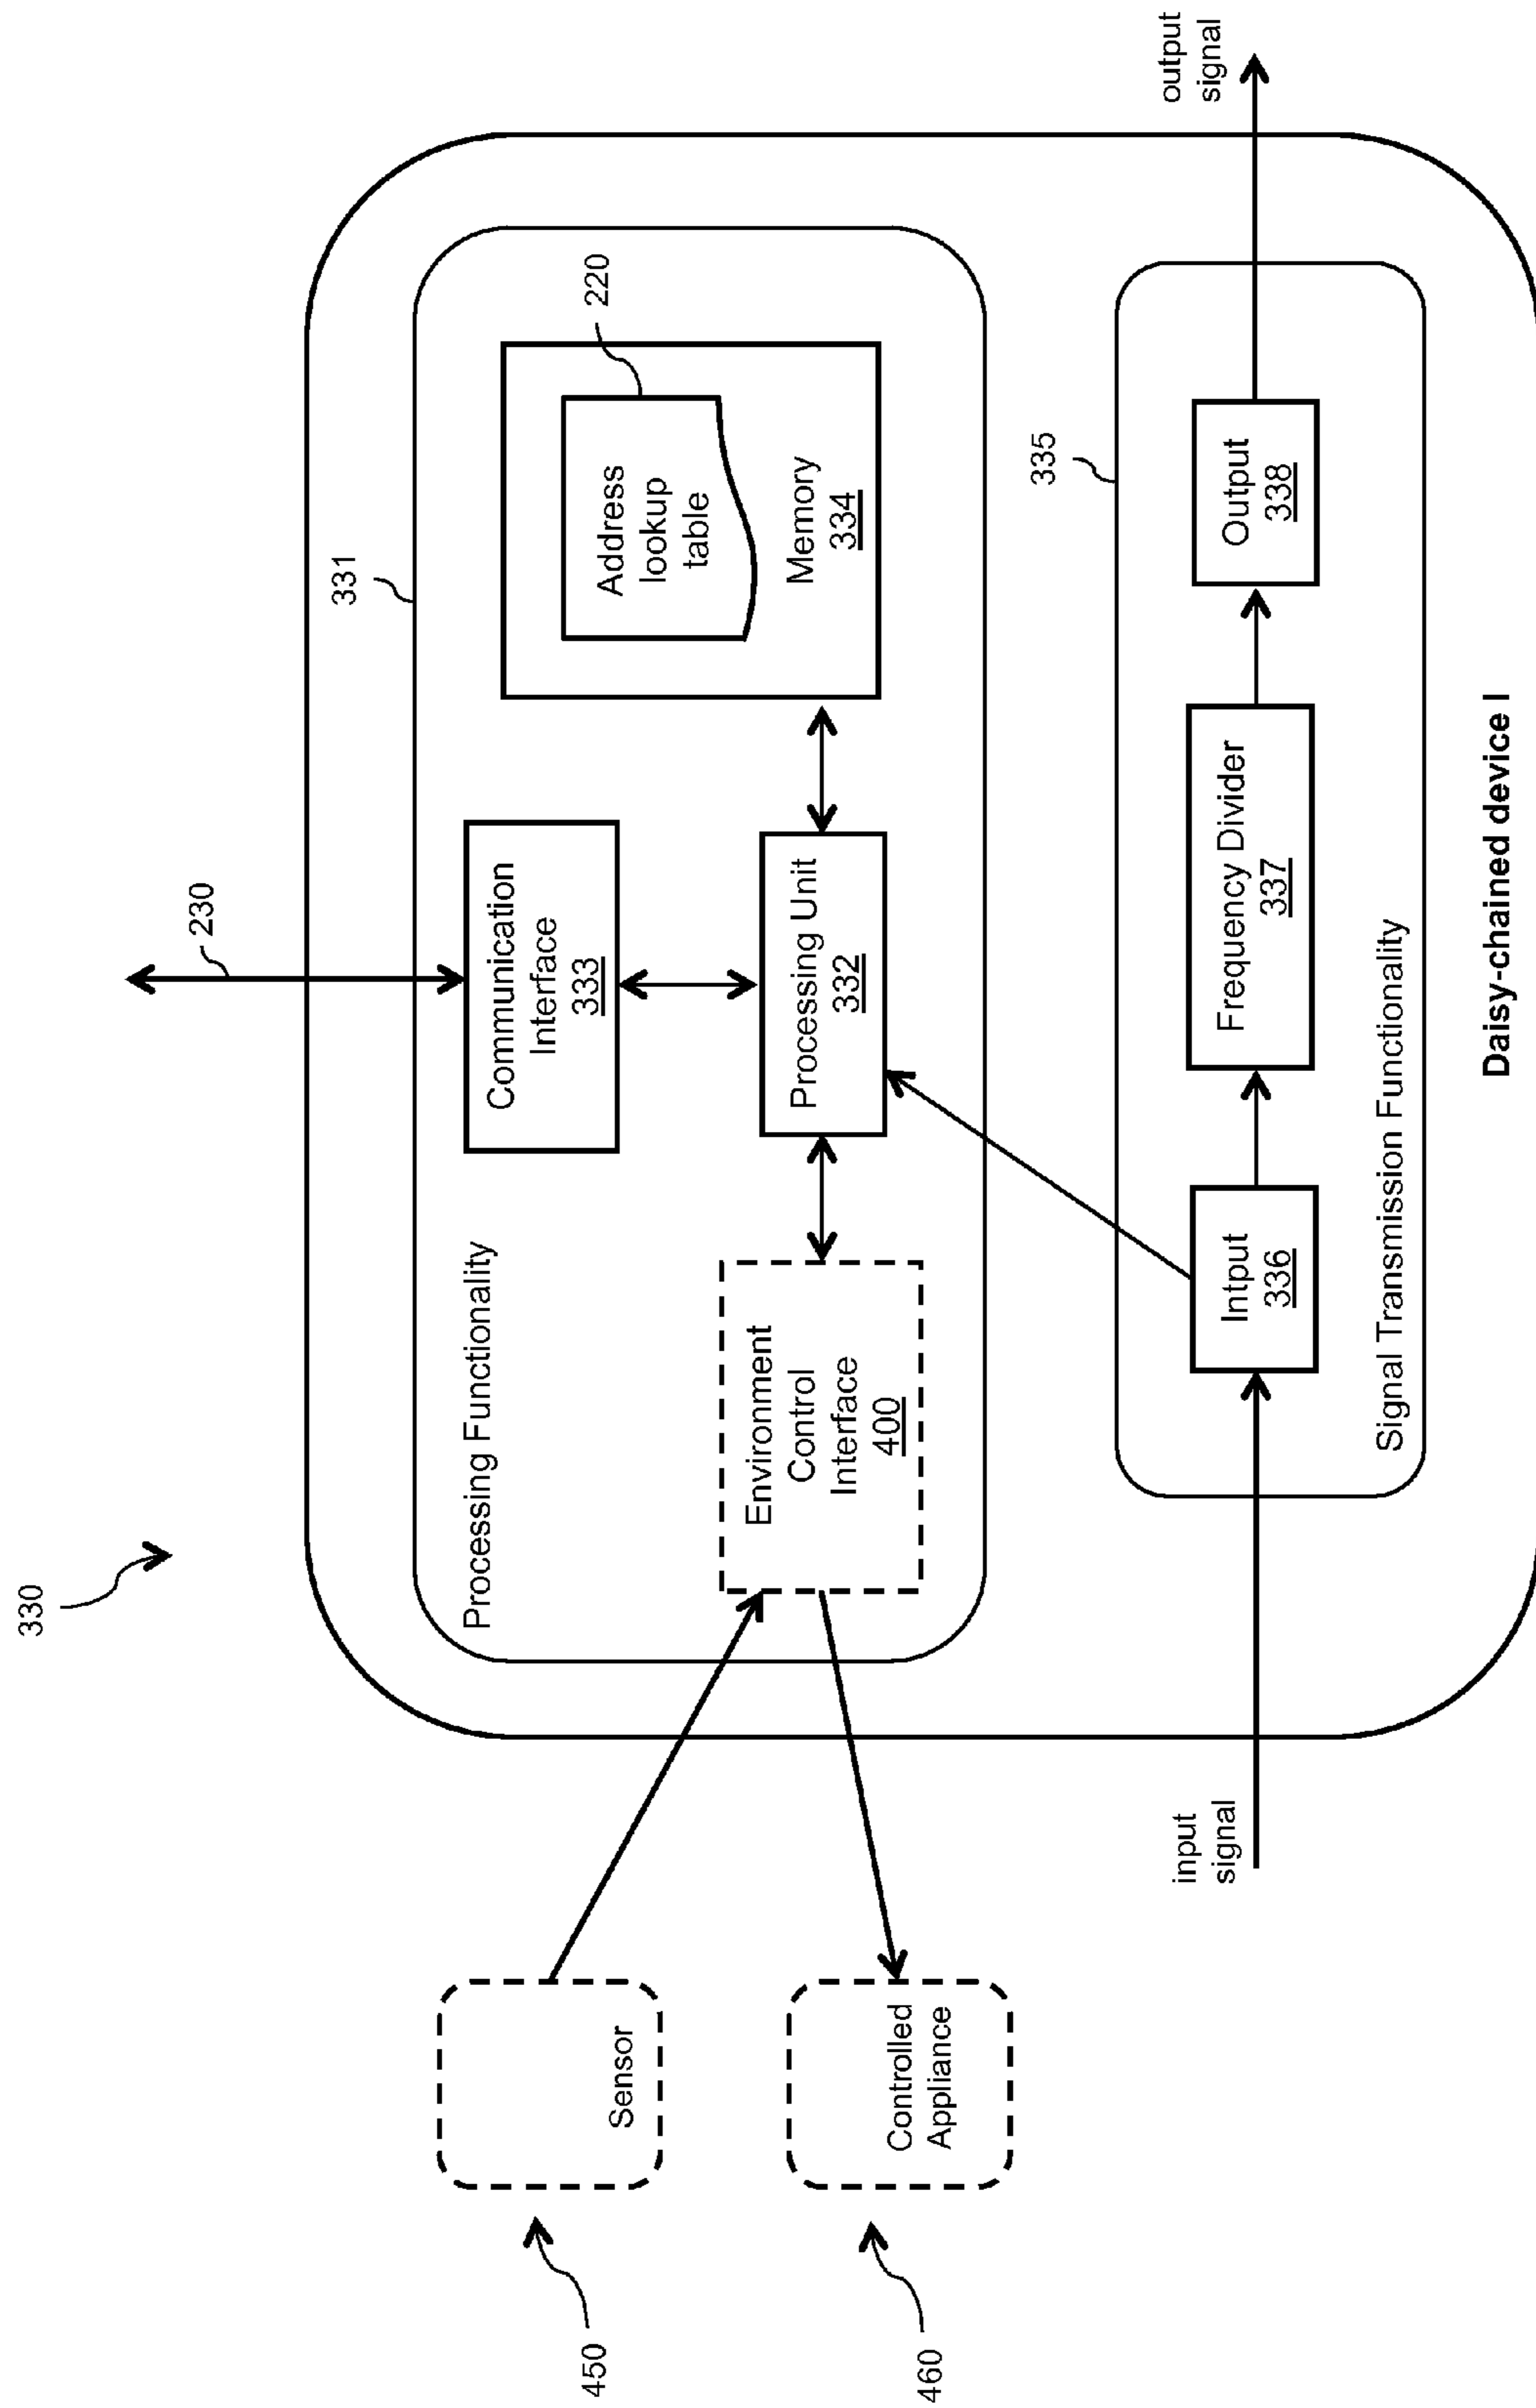 330
230
331
Processing Functionality
Communication
Interface
333
220
Address
lookup
table
Memory
334
Processing Unit
332
Environment
Control
Interface
400
Sensor
450
Controlled
Appliance
460
335
input
signal
Intput
336
Frequency Divider
337
Output
338
output
signal
Signal Transmission Functionality
Daisy-chained device I